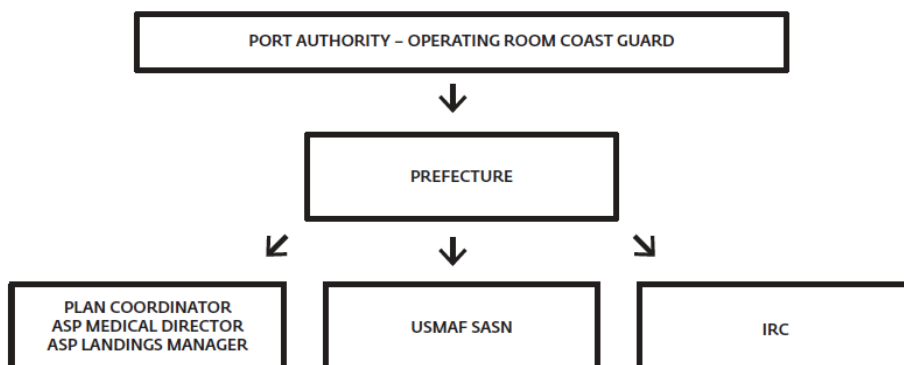 PORT AUTHORITY – OPERATING ROOM COAST GUARD
PREFECTURE
PLAN COORDINATOR
ASP MEDICAL DIRECTOR
ASP LANDINGS MANAGER
USMAF SASN
IRC